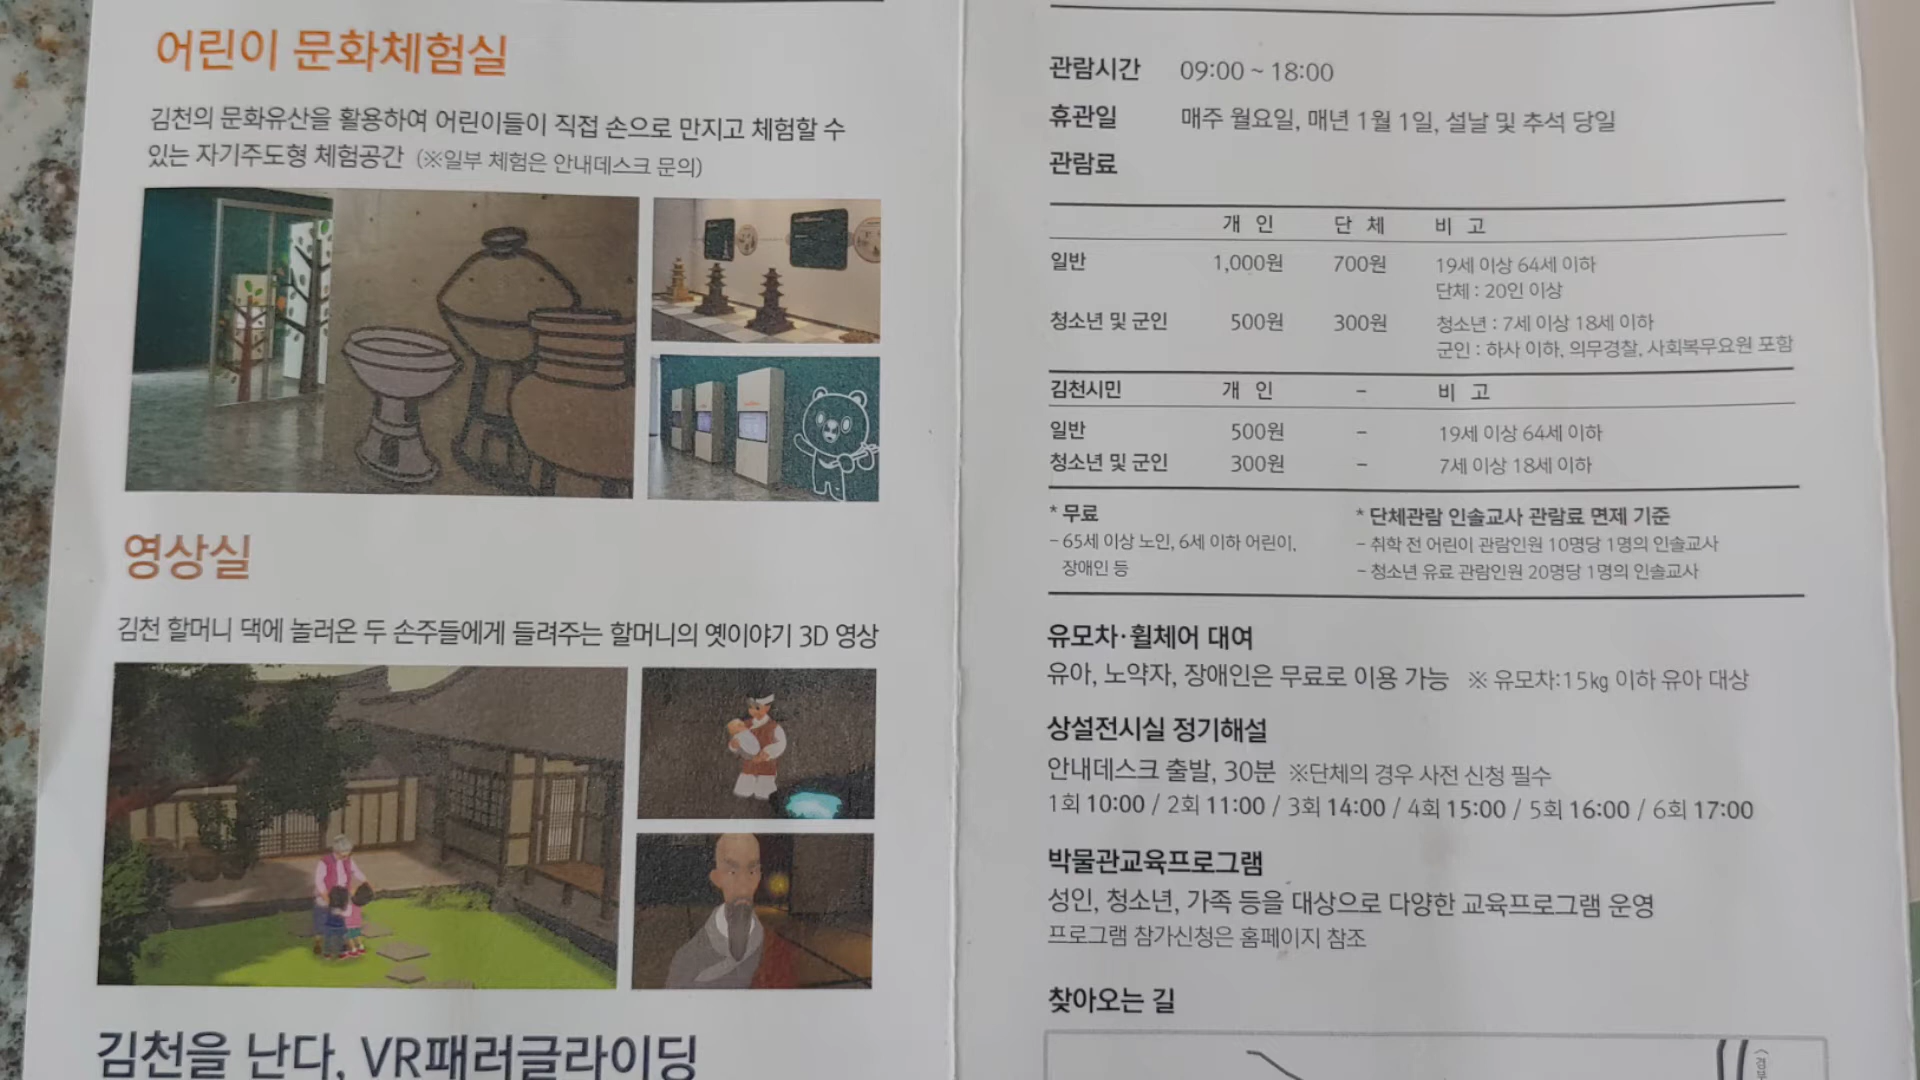 어린이 문화체험실
김천의 문화유산을 활용하여 어린이들이 직접 손으로 만지고 체험할 수
있는 자기주도형 체험공간 (※일부 체험은 안내데스크 문의)
영상실
김천 할머니 댁에 놀러온 두 손주들에게 들려주는 할머니의 옛이야기 3D 영상
김천을 난다, VR패러글라이딩
관람시간 09:00 ~ 18:00
휴관일 매주 월요일, 매년 1월 1일, 설날 및 추석 당일
관람료
개 인 단 체 비 고
일반 1,000원 700원 19세 이상 64세 이하
단체 : 20인 이상
청소년 및 군인 500원 300원 청소년 : 7세 이상 18세 이하
군인 : 하사 이하, 의무경찰, 사회복무요원 포함
김천시민 개 인 - 비 고
일반 500원 - 19세 이상 64세 이하
청소년 및 군인 300원 - 7세 이상 18세 이하
* 무료
- 65세 이상 노인, 6세 이하 어린이,
장애인 등
* 단체관람 인솔교사 관람료 면제 기준
- 취학 전 어린이 관람인원 10명당 1명의 인솔교사
- 청소년 유료 관람인원 20명당 1명의 인솔교사
유모차·휠체어 대여
유아, 노약자, 장애인은 무료로 이용 가능 ※ 유모차:15kg 이하 유아 대상
상설전시실 정기해설
안내데스크 출발, 30분 ※단체의 경우 사전 신청 필수
1회 10:00 / 2회 11:00 / 3회 14:00 / 4회 15:00 / 5회 16:00 / 6회 17:00
박물관교육프로그램
성인, 청소년, 가족 등을 대상으로 다양한 교육프로그램 운영
프로그램 참가신청은 홈페이지 참조
찾아오는 길